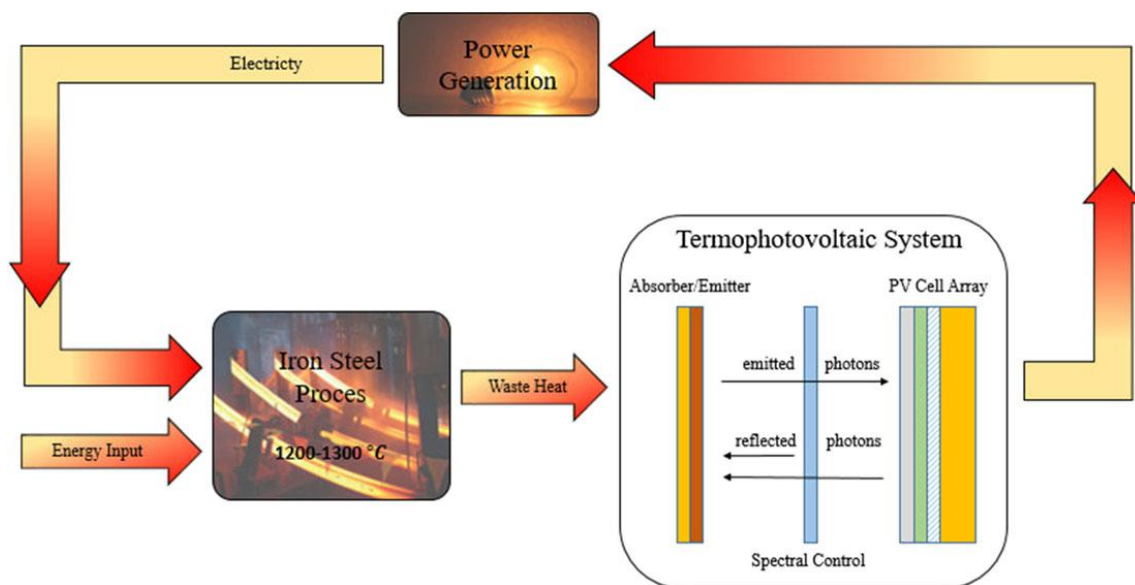 Power
Generation
Electricty
Termophotovoltaic System
Absorber/Emitter
PV Cell Array
Iron Steel
Proces
1200-1300 °C
Waste Heat
Energy Input
emitted photons
reflected photons
Spectral Control